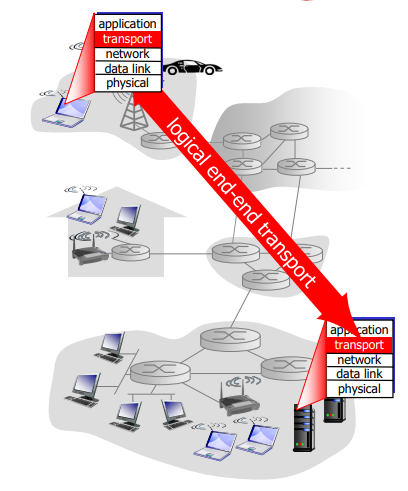 application
transport
network
data link
physical
logical end-end transport
application
transport
network
data link
physical